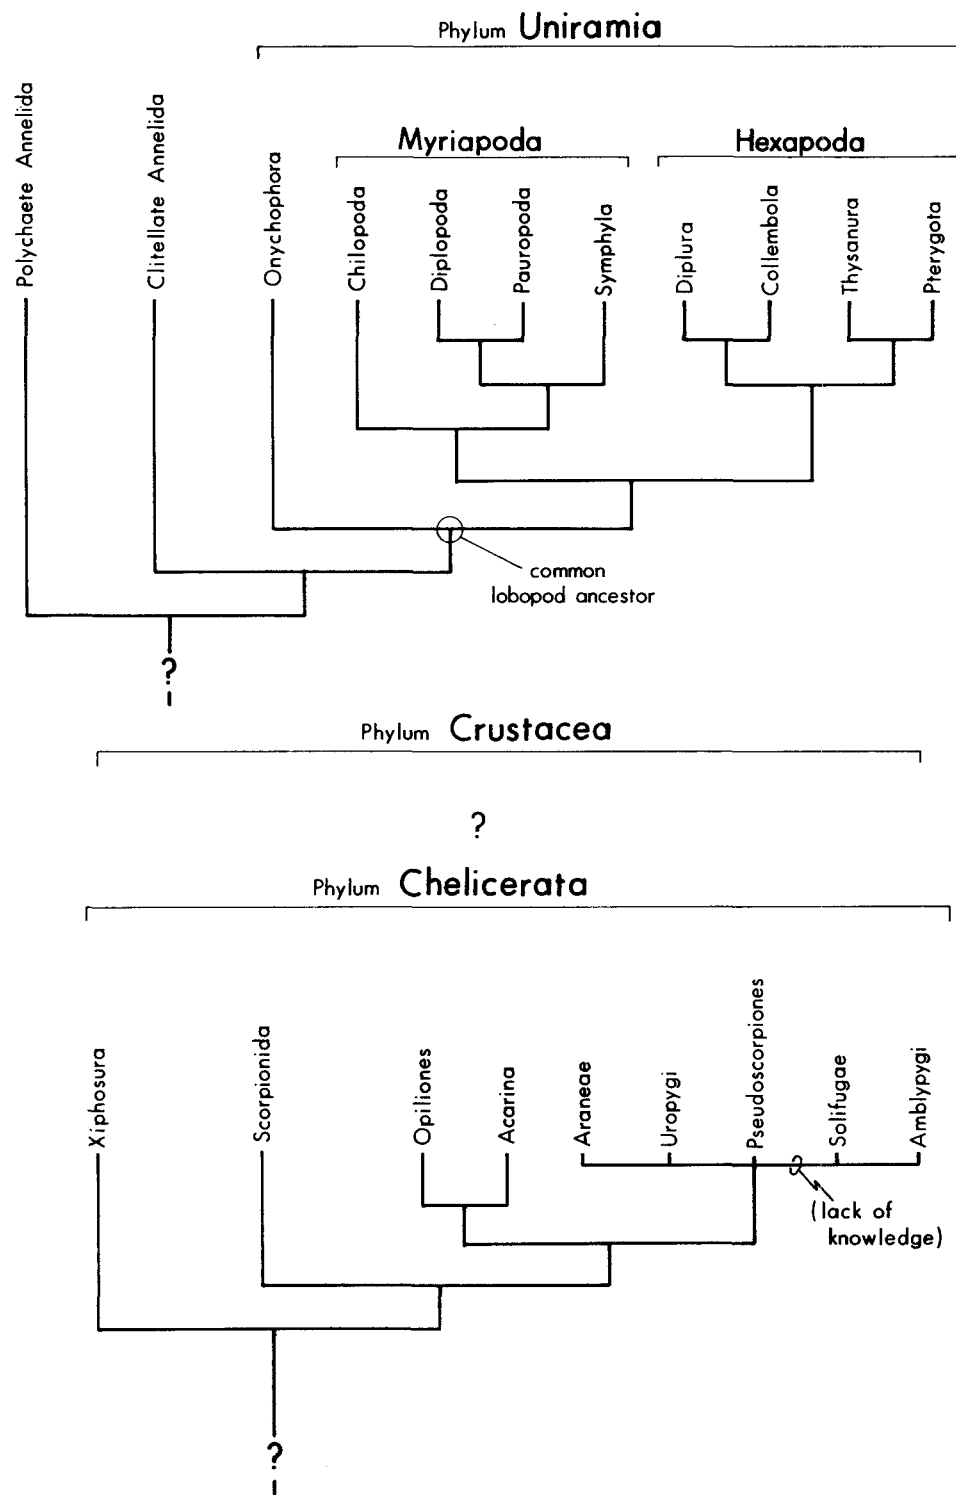 Phylum Uniramia
Myriapoda
Hexapoda
Polychaete Annelida
Clitellate Annelida
Onychophora
Chilopoda
Diplopoda
Pauropoda
Symphyla
Diplura
Collembola
Thysanura
Pterygota
common
lobopod ancestor
?
Phylum Crustacea
?
Phylum Chelicerata
Xiphosura
Scorpionida
Opiliones
Acarina
Araneae
Uropygi
Pseudoscorpiones
Solifugae
Amblypygi
(lack of
knowledge)
?